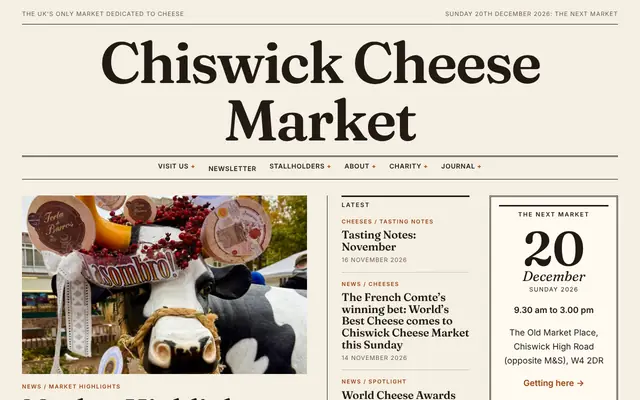 THE UK'S ONLY MARKET DEDICATED TO CHEESE
SUNDAY 20TH DECEMBER 2026: THE NEXT MARKET
Chiswick Cheese
Market
VISIT US + NEWSLETTER STALLHOLDERS + ABOUT + CHARITY + JOURNAL +
asombro!
NEWS / MARKET HIGHLIGHTS
LATEST
CHEESES / TASTING NOTES
Tasting Notes:
November
16 NOVEMBER 2026
NEWS / CHEESES
The French Comte's
winning bet: World's
Best Cheese comes to
Chiswick Cheese Market
this Sunday
14 NOVEMBER 2026
NEWS / SPOTLIGHT
World Cheese Awards
THE NEXT MARKET
20
December
SUNDAY 2026
9.30 am to 3.00 pm
The Old Market Place,
Chiswick High Road
(opposite M&S), W4 2DR
Getting here →